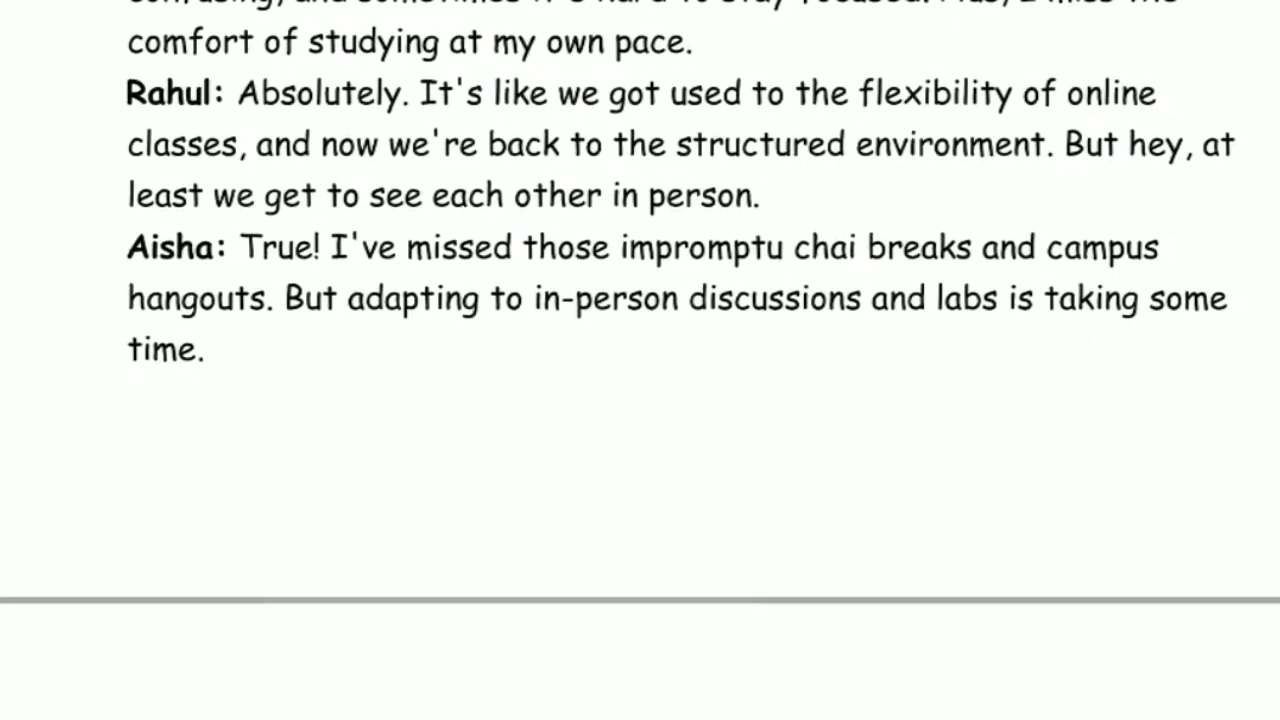 comfort of studying at my own pace.
Rahul: Absolutely. It's like we got used to the flexibility of online
classes, and now we're back to the structured environment. But hey, at
least we get to see each other in person.
Aisha: True! I've missed those impromptu chai breaks and campus
hangouts. But adapting to in-person discussions and labs is taking some
time.